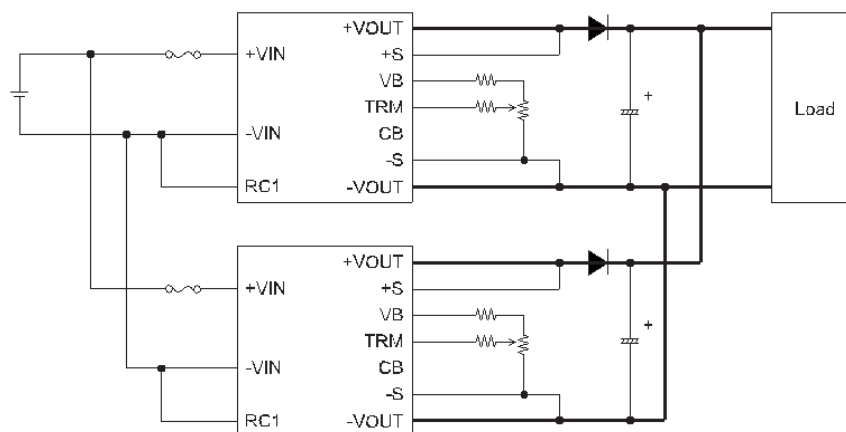 +VOUT
+VIN
+S
VB
TRM
+
Load
CB
-VIN
-S
RC1
-VOUT
+VOUT
+VIN
+S
VB
TRM
+
CB
-VIN
-S
RC1
-VOUT